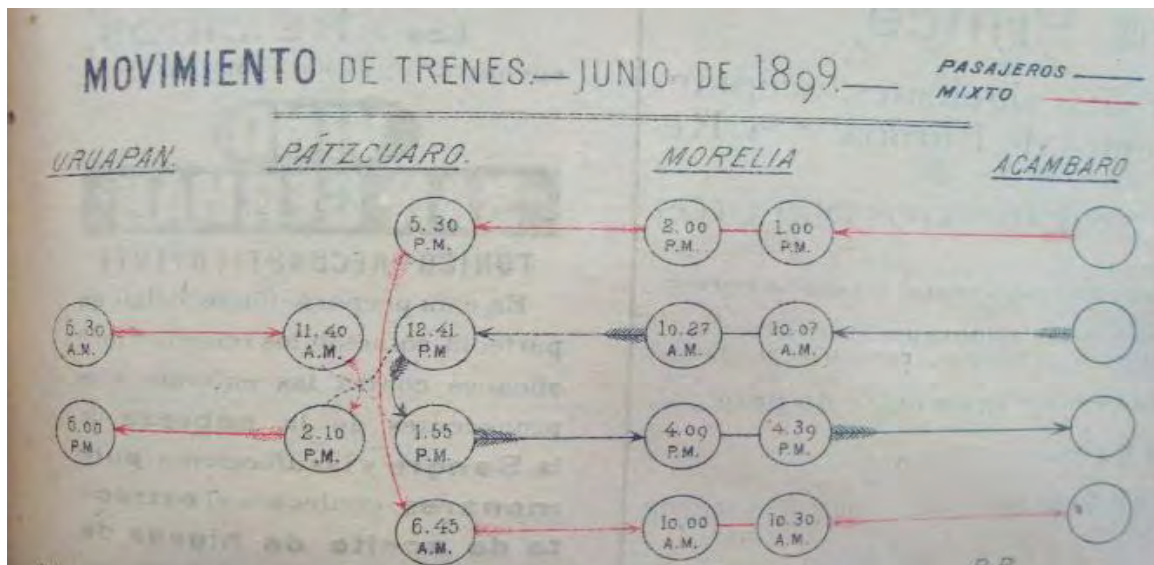 MOVIMIENTO DE TRENES.— JUNIO DE 1899.—
PASAJEROS
MIXTO
URUAPAN. PÁTZCUARO. MORELIA ACÁMBARO
5.30 P.M. 2.00 P.M. 1.00 P.M.
6.30 A.M. 11.40 A.M. 12.41 P.M 10.27 A.M. 10.07 A.M.
6.00 P.M. 2.10 P.M. 1.55 P.M. 4.09 P.M. 4.39 P.M.
6.45 A.M. 10.00 A.M. 10.30 A.M.